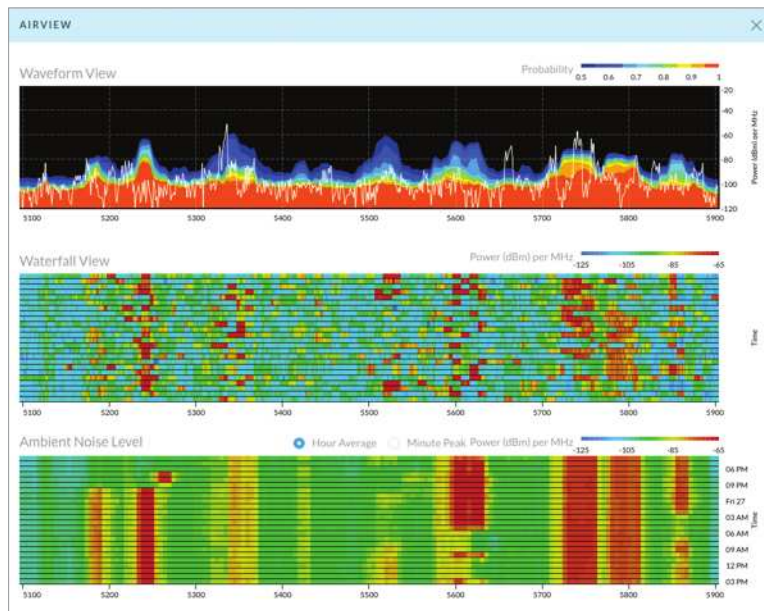 AIRVIEW
Waveform View
Probability
0.5 0.6 0.7 0.8 0.9 1
-20
-40
-60
-80
-100
-120
Power (dBm) per MHz
5100 5200 5300 5400 5500 5600 5700 5800 5900
Waterfall View
Power (dBm) per MHz
-125 -105 -85 -65
Time
5100 5200 5300 5400 5500 5600 5700 5800 5900
Ambient Noise Level
Hour Average Minute Peak Power (dBm) per MHz
-125 -105 -85 -65
06 PM
09 PM
Fri 27
03 AM
06 AM
09 AM
12 PM
03 PM
Time
5100 5200 5300 5400 5500 5600 5700 5800 5900